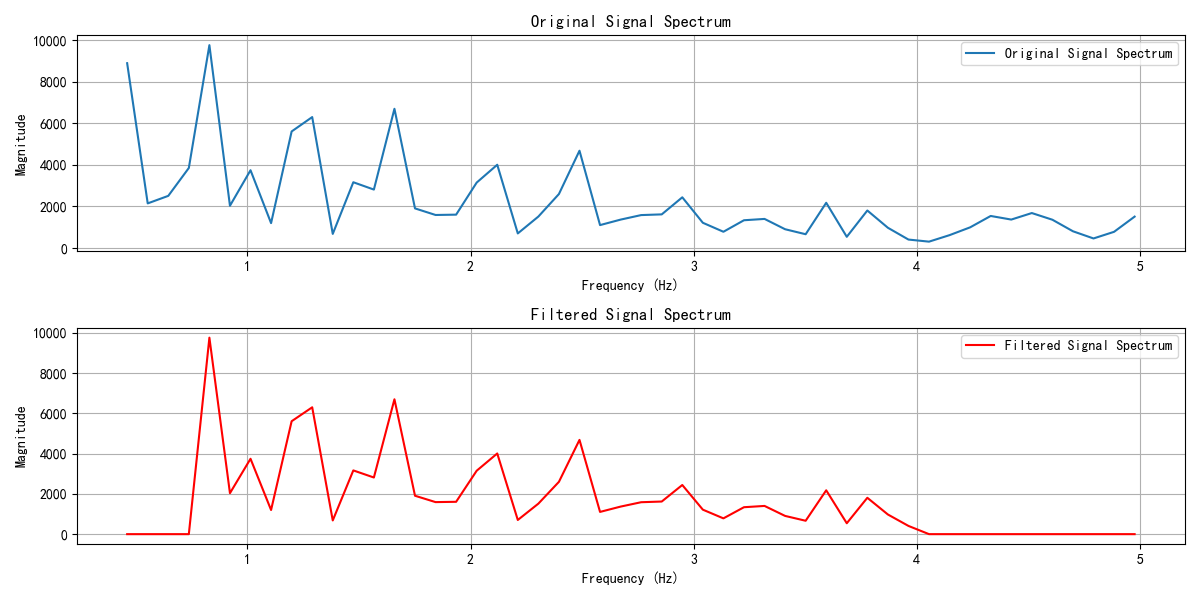 Original Signal Spectrum
10000
8000
6000
4000
2000
0
Magnitude
Original Signal Spectrum
1 2 3 4 5
Frequency (Hz)
Filtered Signal Spectrum
10000
8000
6000
4000
2000
0
Magnitude
Filtered Signal Spectrum
1 2 3 4 5
Frequency (Hz)